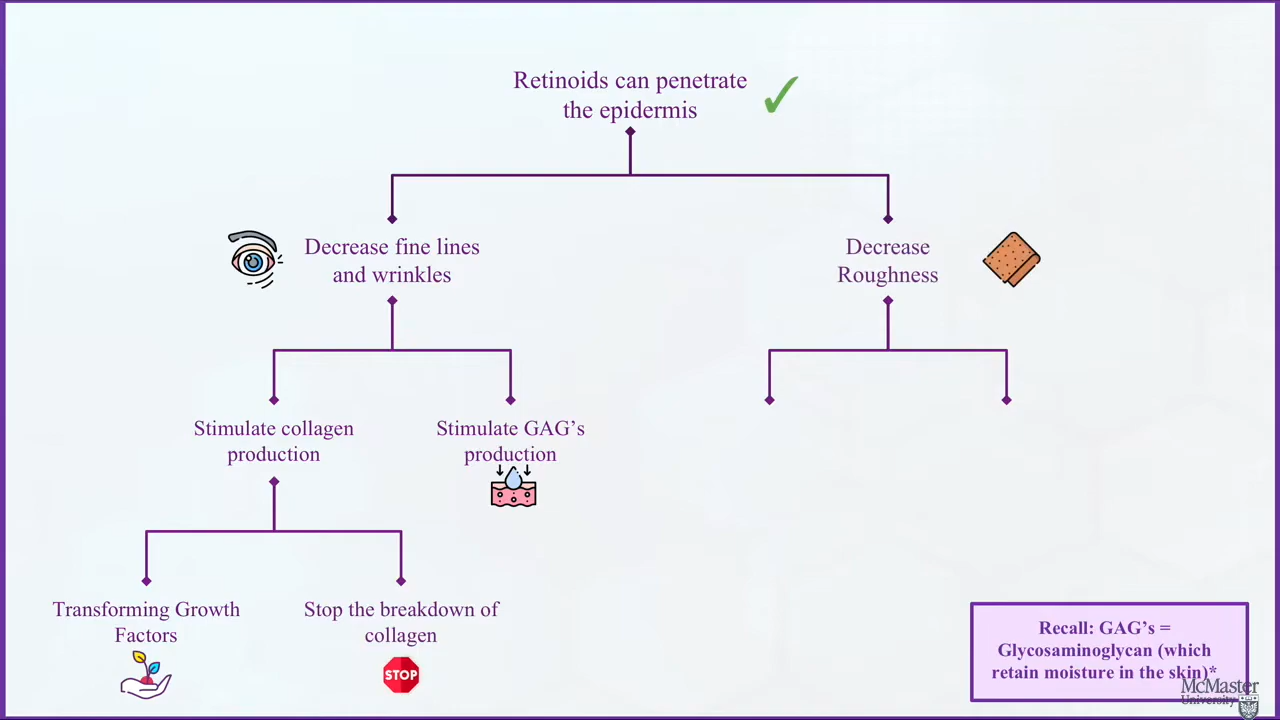 Retinoids can penetrate
the epidermis
Decrease fine lines
and wrinkles
Decrease
Roughness
Stimulate collagen
production
Stimulate GAG’s
production
Transforming Growth
Factors
Stop the breakdown of
collagen
STOP
Recall: GAG’s =
Glycosaminoglycan (which
retain moisture in the skin)*
McMaster
University